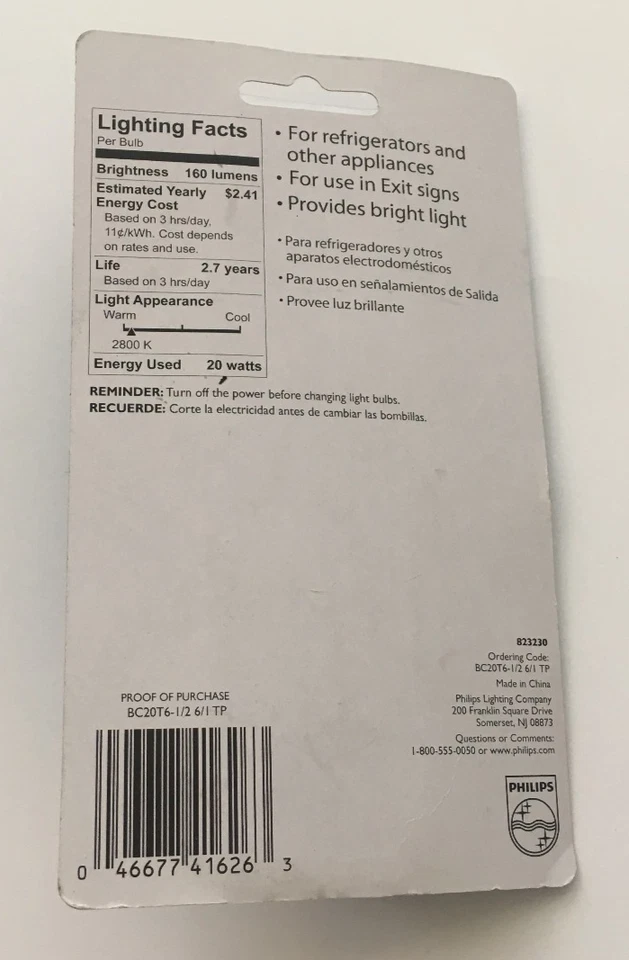 Lighting Facts
Per Bulb
Brightness 160 lumens
Estimated Yearly $2.41
Energy Cost
Based on 3 hrs/day,
11¢/kWh. Cost depends
on rates and use.
Life 2.7 years
Based on 3 hrs/day
Light Appearance
Warm Cool
2800 K
Energy Used 20 watts
• For refrigerators and
other appliances
• For use in Exit signs
• Provides bright light
• Para refrigeradores y otros
aparatos electrodomésticos
• Para uso en señalamientos de Salida
• Provee luz brillante
REMINDER: Turn off the power before changing light bulbs.
RECUERDE: Corte la electricidad antes de cambiar las bombillas.
823230
Ordering Code:
BC20T6-1/2 6/1 TP
Made in China
Philips Lighting Company
200 Franklin Square Drive
Somerset, NJ 08873
Questions or Comments:
1-800-555-0050 or www.philips.com
PROOF OF PURCHASE
BC20T6-1/2 6/1 TP
0 46677 41626 3
PHILIPS